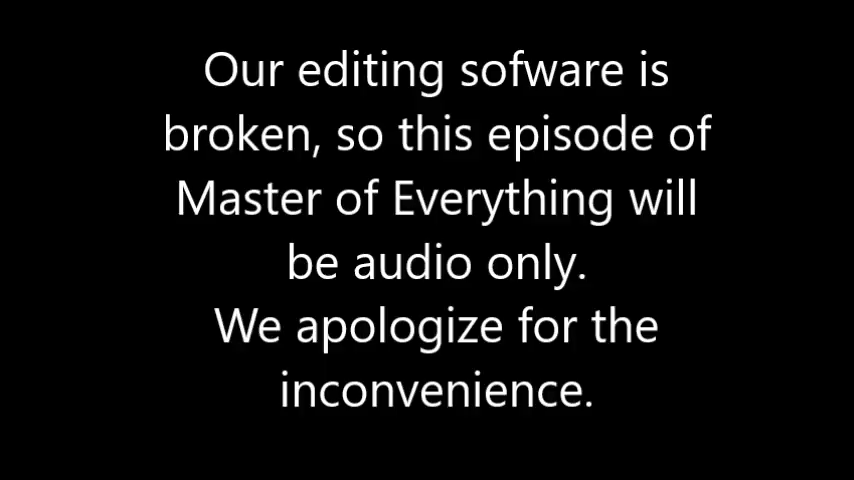 Our editing sofware is
broken, so this episode of
Master of Everything will
be audio only.
We apologize for the
inconvenience.